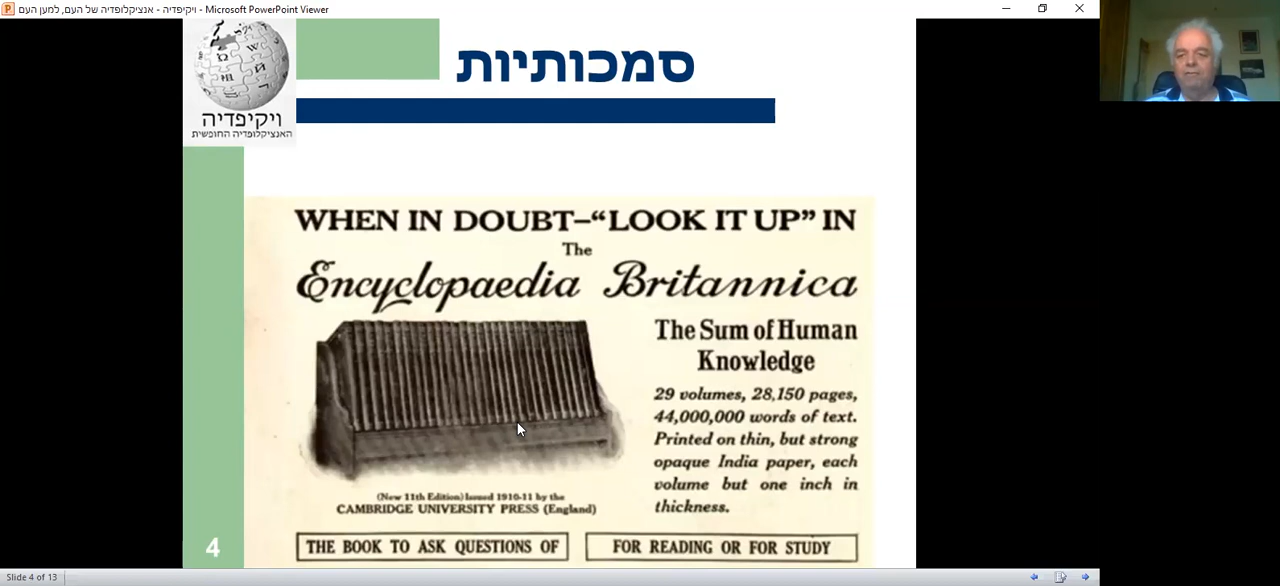 ויקיפדיה - אנציקלופדיה של העם, למען העם - Microsoft PowerPoint Viewer
סמכותיות
W
И
ויקיפדיה
האנציקלופדיה החופשית
WHEN IN DOUBT–“LOOK IT UP” IN
The
Encyclopaedia Britannica
The Sum of Human
Knowledge
29 volumes, 28,150 pages,
44,000,000 words of text.
Printed on thin, but strong
opaque India paper, each
volume but one inch in
thickness.
(New 11th Edition) Issued 1910-11 by the
CAMBRIDGE UNIVERSITY PRESS (England)
THE BOOK TO ASK QUESTIONS OF
FOR READING OR FOR STUDY
4
Slide 4 of 13